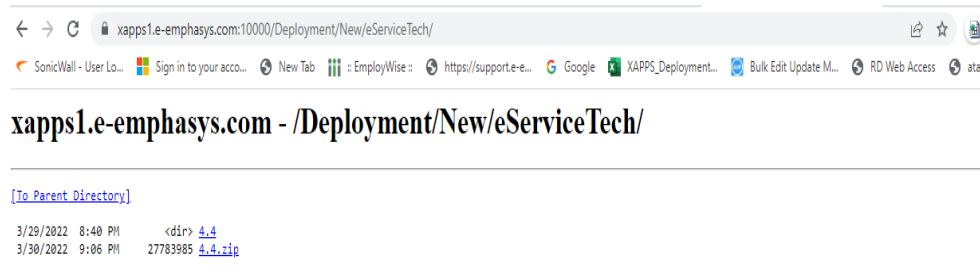 xapps1.e-emphasys.com:10000/Deployment/New/eServiceTech/
SonicWall - User Lo... Sign in to your acco... New Tab :: EmployWise :: https://support.e-e... Google XAPPS_Deployment... Bulk Edit Update M... RD Web Access ata
xapps1.e-emphasys.com - /Deployment/New/eServiceTech/
[To Parent Directory]
3/29/2022 8:40 PM <dir> 4.4
3/30/2022 9:06 PM 27783985 4.4.zip